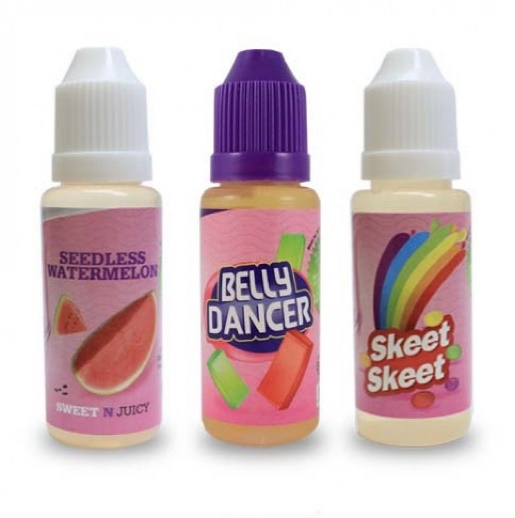 SEEDLESS
WATERMELON
SWEET N JUICY
BELLY
DANCER
Skeet
Skeet